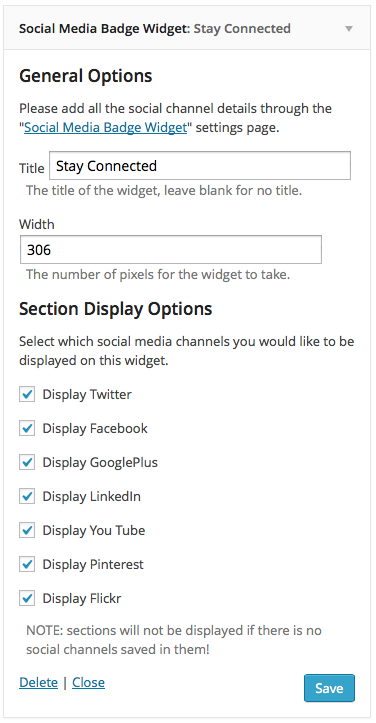 Social Media Badge Widget: Stay Connected
General Options
Please add all the social channel details through the
"Social Media Badge Widget" settings page.
Title Stay Connected
The title of the widget, leave blank for no title.
Width
306
The number of pixels for the widget to take.
Section Display Options
Select which social media channels you would like to be
displayed on this widget.
Display Twitter
Display Facebook
Display GooglePlus
Display LinkedIn
Display You Tube
Display Pinterest
Display Flickr
NOTE: sections will not be displayed if there is no
social channels saved in them!
Delete | Close Save